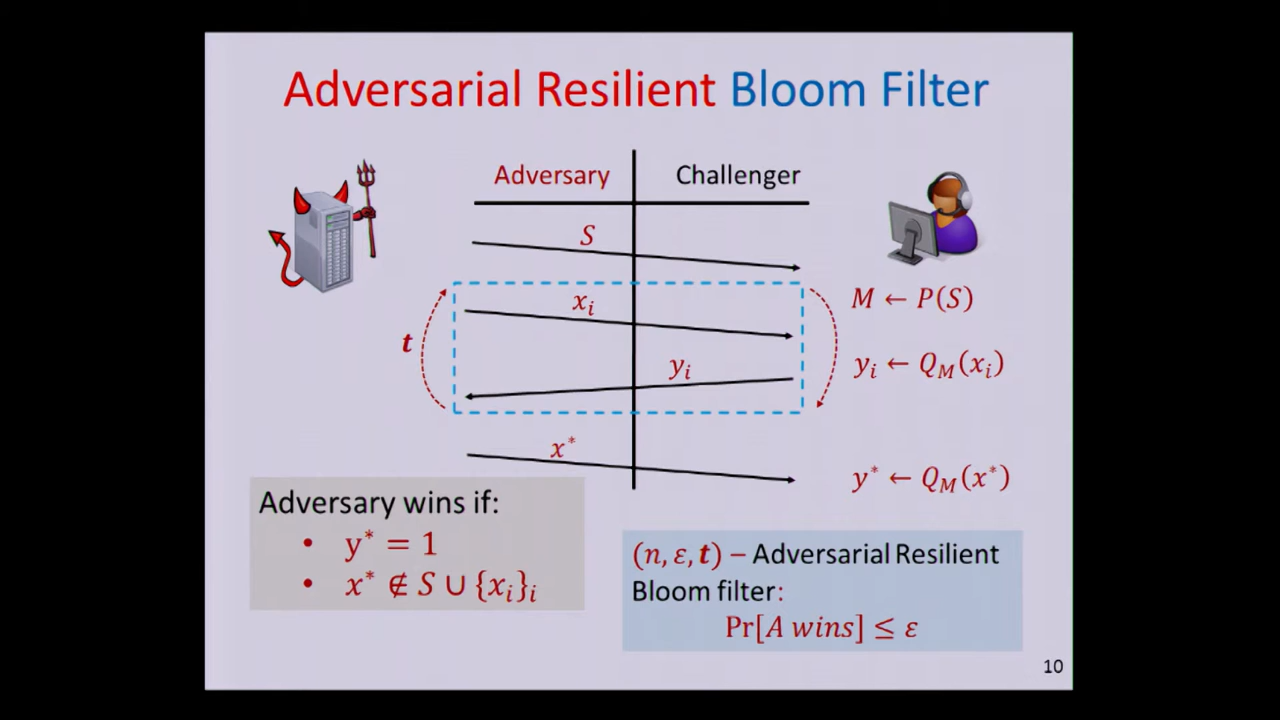 Adversarial Resilient Bloom Filter
Adversary
Challenger
S
M ← P(S)
x_i
t
y_i
y_i ← Q_M(x_i)
x*
y* ← Q_M(x*)
Adversary wins if:
• y* = 1
• x* ∉ S ∪ {x_i}_i
(n, ε, t) – Adversarial Resilient
Bloom filter:
Pr[A wins] ≤ ε
10